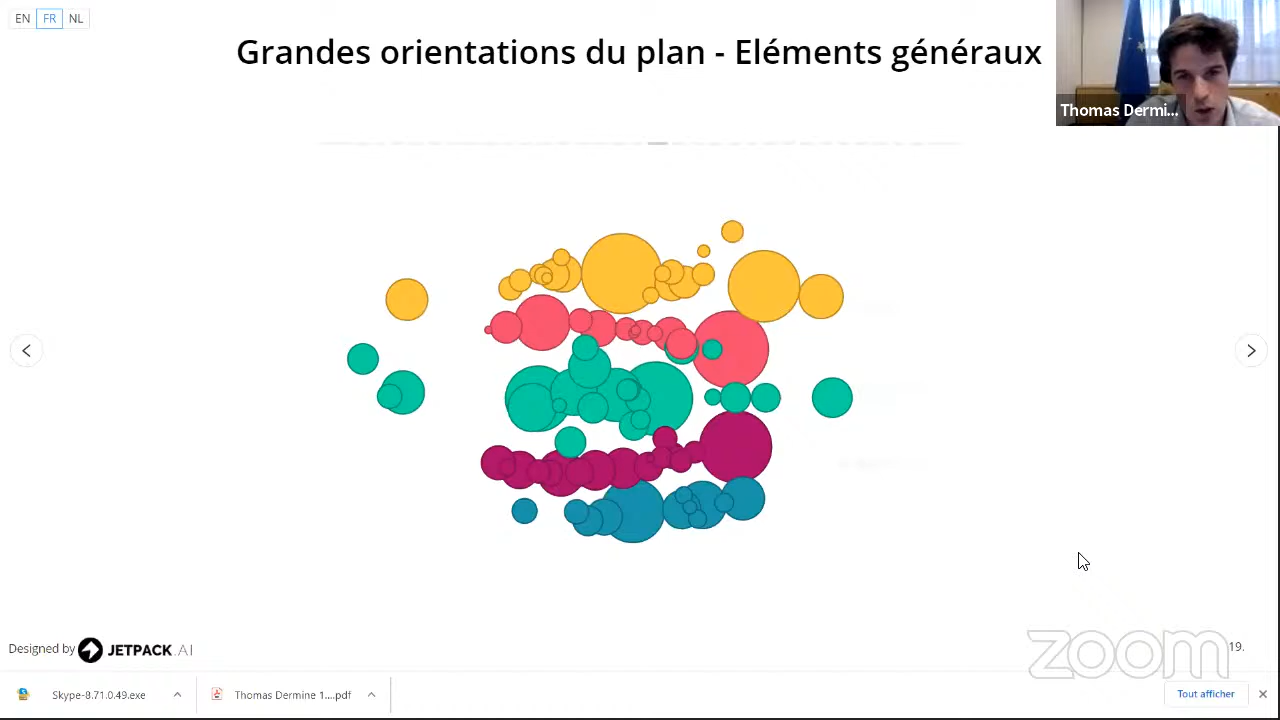 EN FR NL
Grandes orientations du plan - Eléments généraux
Thomas Dermi...
Designed by JETPACK.AI
zoom
19.
Skype-8.71.0.49.exe
Thomas Dermine 1....pdf
Tout afficher